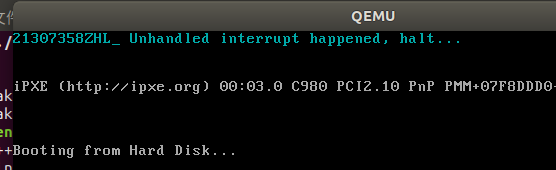 QEMU
21307358ZHL_ Unhandled interrupt happened, halt...
iPXE (http://ipxe.org) 00:03.0 C980 PCI2.10 PnP PMM+07F8DDD0+
Booting from Hard Disk...